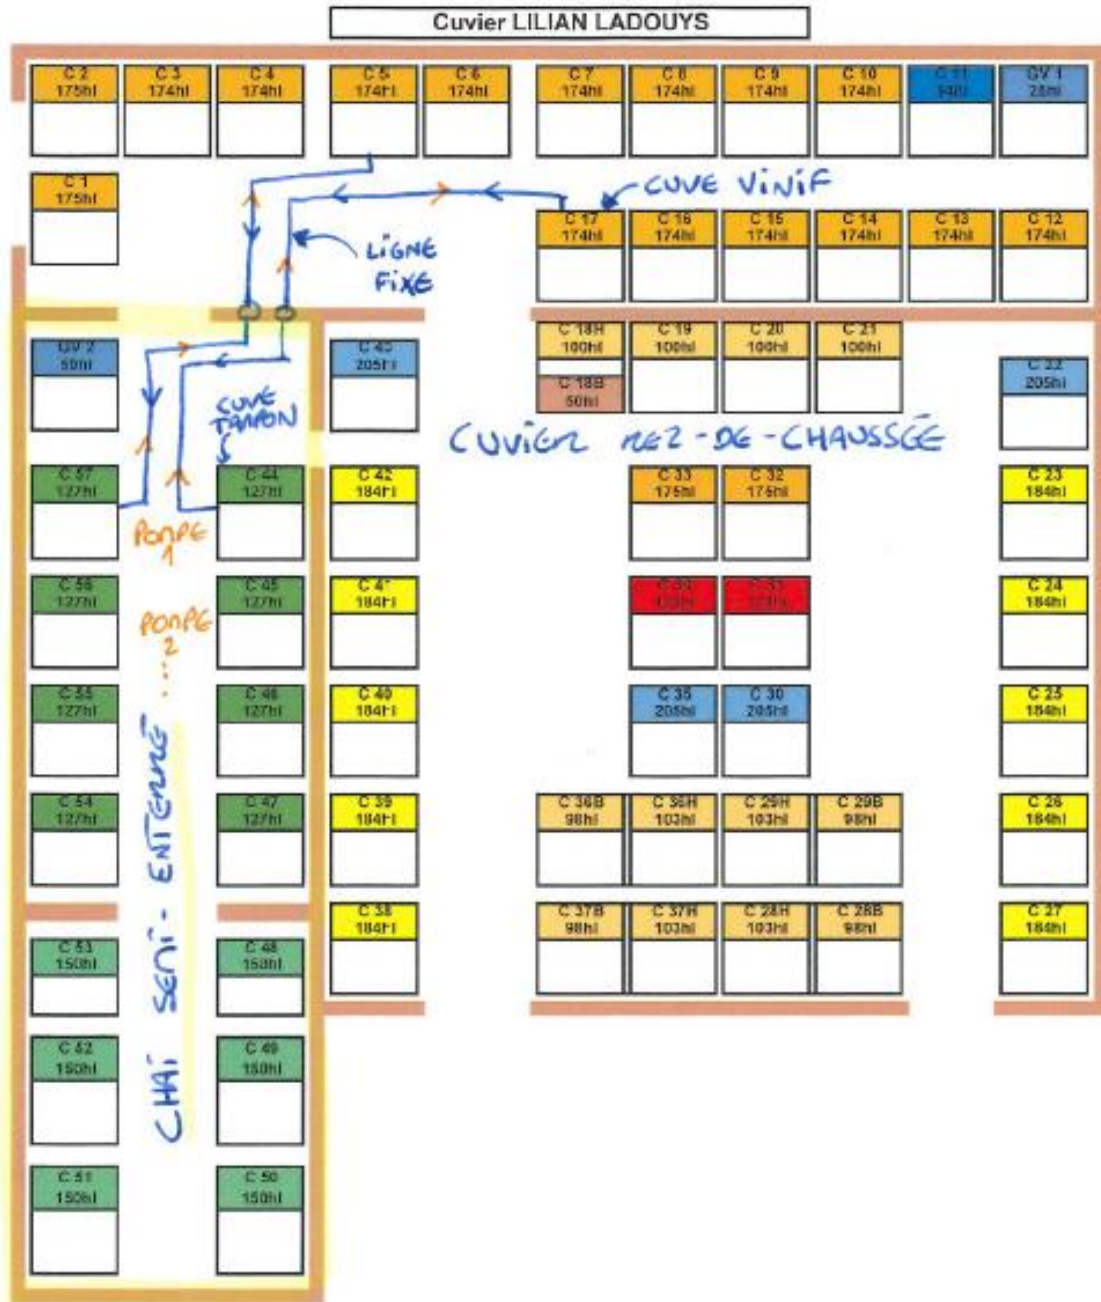 Cuvier LILIAN LADOUYS
C 2
175hl
C 3
174hl
C 4
174hl
C 5
174hl
C 6
174hl
C 7
174hl
C 8
174hl
C 9
174hl
C 10
174hl
C 11
94hl
GV 1
C 1
175hl
CUVE VINIF
LIGNE
FIXE
C 17
174hl
C 16
174hl
C 15
174hl
C 14
174hl
C 13
174hl
C 12
174hl
GV 2
50hl
C 43
205hl
C 18H
100hl
C 18B
50hl
C 19
100hl
C 20
100hl
C 21
100hl
C 22
205hl
CUVE
TAMPON
CUVIER REZ-DE-CHAUSSÉE
C 57
127hl
C 44
127hl
C 42
184hl
C 33
175hl
C 32
175hl
C 23
184hl
POMPE
1
C 56
127hl
C 45
127hl
C 41
184hl
C 24
184hl
POMPE
2
...
C 55
127hl
C 46
127hl
C 40
184hl
C 35
205hl
C 30
205hl
C 25
184hl
C 54
127hl
C 47
127hl
C 39
184hl
C 36B
98hl
C 36H
103hl
C 29H
103hl
C 29B
98hl
C 26
184hl
CHAI SEMI-ENTERRÉ
C 38
184hl
C 37B
98hl
C 37H
103hl
C 28H
103hl
C 28B
98hl
C 27
184hl
C 53
150hl
C 48
150hl
C 52
150hl
C 49
150hl
C 51
150hl
C 50
150hl